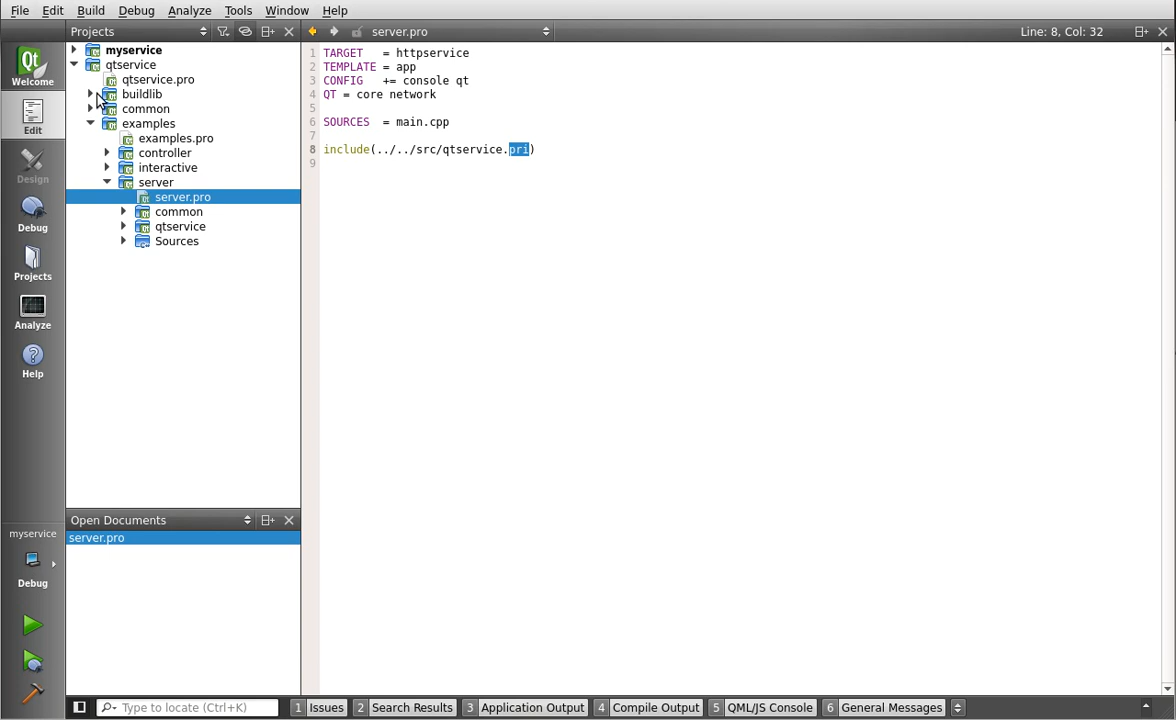 File Edit Build Debug Analyze Tools Window Help
Projects
server.pro
Line: 8, Col: 32
Qt
Welcome
Edit
Design
Debug
Projects
Analyze
Help
myservice
Debug
myservice
qtservice
qtservice.pro
buildlib
common
examples
examples.pro
controller
interactive
server
server.pro
common
qtservice
Sources
Open Documents
server.pro
1 TARGET = httpservice
2 TEMPLATE = app
3 CONFIG += console qt
4 QT = core network
5
6 SOURCES = main.cpp
7
8 include(../../src/qtservice.pri)
9
Type to locate (Ctrl+K) 1 Issues 2 Search Results 3 Application Output 4 Compile Output 5 QML/JS Console 6 General Messages